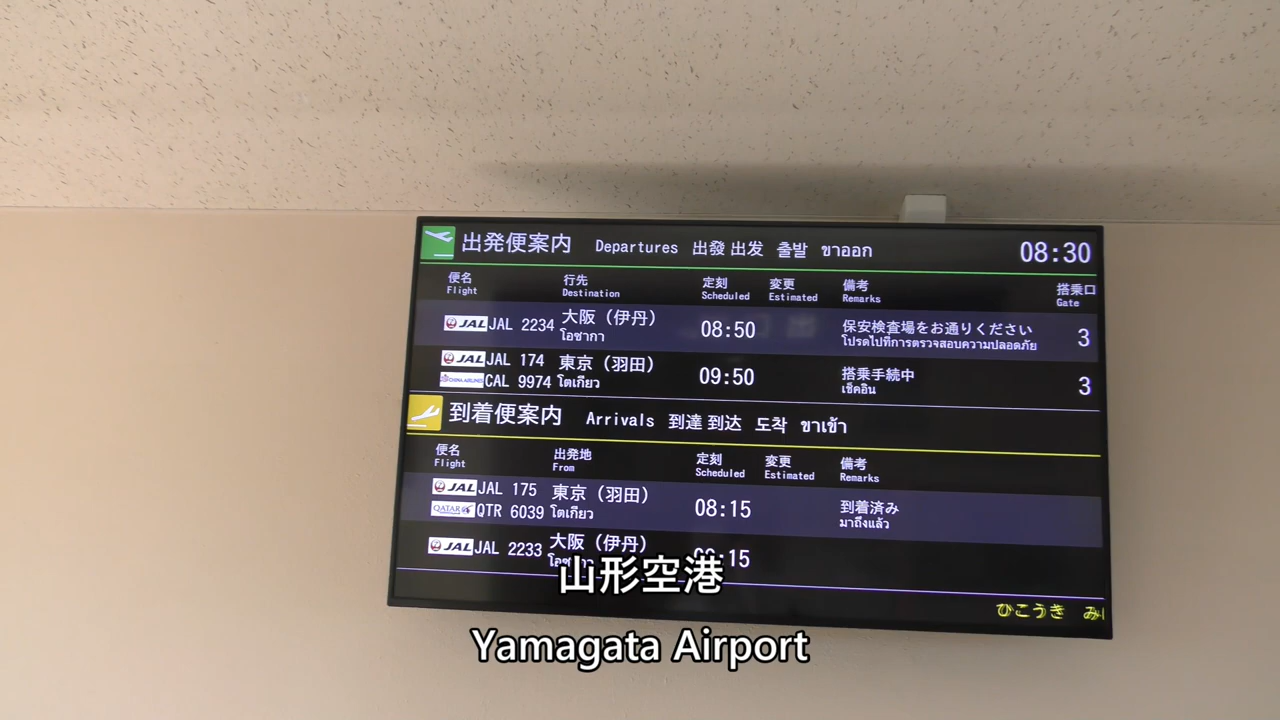 出発便案内 Departures 出發 出发 출발 ขาออก 08:30
便名 行先 定刻 変更 備考 搭乗口
Flight Destination Scheduled Estimated Remarks Gate
JAL JAL 2234 大阪（伊丹） 08:50 保安検査場をお通りください 3
โอซากา โปรดไปที่การตรวจสอบความปลอดภัย
JAL JAL 174 東京（羽田） 09:50 搭乗手続中 3
CHINA AIRLINES CAL 9974 โตเกียว เช็คอิน
到着便案内 Arrivals 到達 到达 도착 ขาเข้า
便名 出発地 定刻 変更 備考
Flight From Scheduled Estimated Remarks
JAL JAL 175 東京（羽田） 08:15 到着済み
QATAR QTR 6039 โตเกียว มาถึงแล้ว
JAL JAL 2233 大阪（伊丹） :15
ひこうき
山形空港
Yamagata Airport